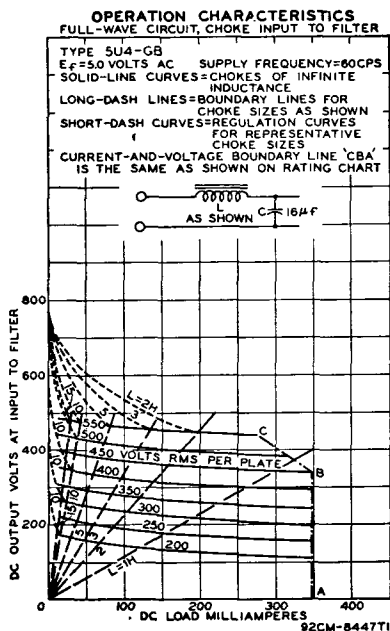 OPERATION CHARACTERISTICS
FULL-WAVE CIRCUIT, CHOKE INPUT TO FILTER
TYPE 5U4-GB
Ef=5.0 VOLTS AC SUPPLY FREQUENCY=60CPS
SOLID-LINE CURVES=CHOKES OF INFINITE
INDUCTANCE
LONG-DASH LINES=BOUNDARY LINES FOR
CHOKE SIZES AS SHOWN
SHORT-DASH CURVES=REGULATION CURVES
FOR REPRESENTATIVE
CHOKE SIZES
CURRENT-AND-VOLTAGE BOUNDARY LINE 'CBA'
IS THE SAME AS SHOWN ON RATING CHART
L
AS SHOWN
C
16μf
800
600
400
200
DC OUTPUT VOLTS AT INPUT TO FILTER
L=2H
3
5
550
500
450 VOLTS RMS PER PLATE
400
350
300
250
200
10
5
3
2
L=1H
C
B
A
0
100
200
300
400
DC LOAD MILLIAMPERES
92CM-8447T1